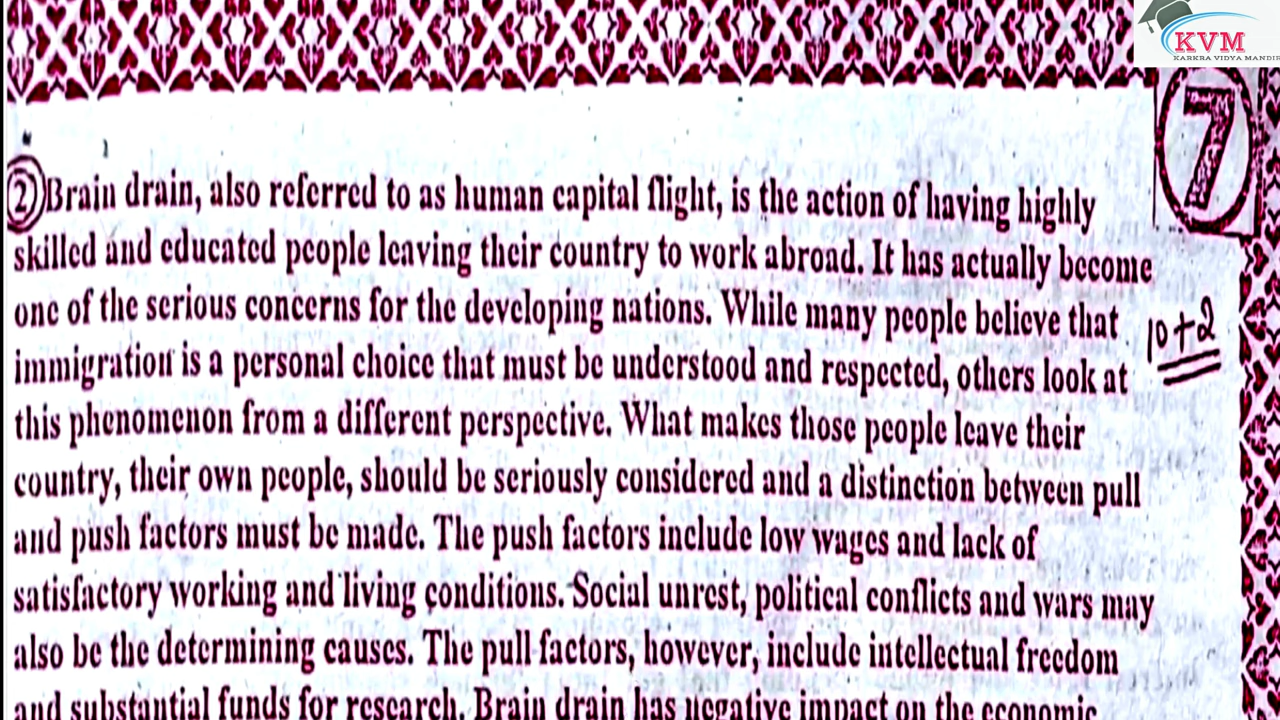 KVM
KARKRA VIDYA MANDIR
7
② Brain drain, also referred to as human capital flight, is the action of having highly
skilled and educated people leaving their country to work abroad. It has actually become
one of the serious concerns for the developing nations. While many people believe that
10+2
immigration is a personal choice that must be understood and respected, others look at
this phenomenon from a different perspective. What makes those people leave their
country, their own people, should be seriously considered and a distinction between pull
and push factors must be made. The push factors include low wages and lack of
satisfactory working and living conditions. Social unrest, political conflicts and wars may
also be the determining causes. The pull factors, however, include intellectual freedom
and substantial funds for research. Brain drain has negative impact on the economic